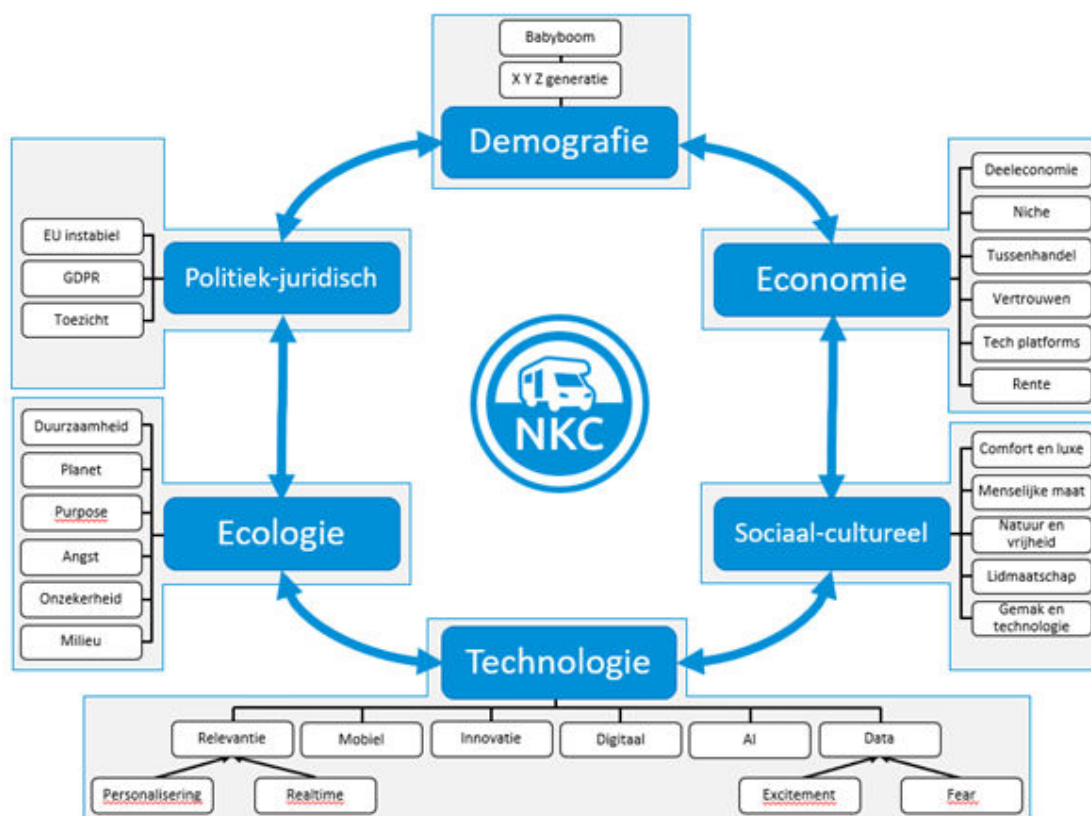 Babyboom
X Y Z generatie
Demografie
EU instabiel
GDPR
Toezicht
Politiek-juridisch
Deeleconomie
Niche
Tussenhandel
Vertrouwen
Tech platforms
Rente
Economie
NKC
Duurzaamheid
Planet
Purpose
Angst
Onzekerheid
Milieu
Ecologie
Comfort en luxe
Menselijke maat
Natuur en
vrijheid
Lidmaatschap
Gemak en
technologie
Sociaal-cultureel
Technologie
Relevantie
Mobiel
Innovatie
Digitaal
AI
Data
Personalisering
Realtime
Excitement
Fear